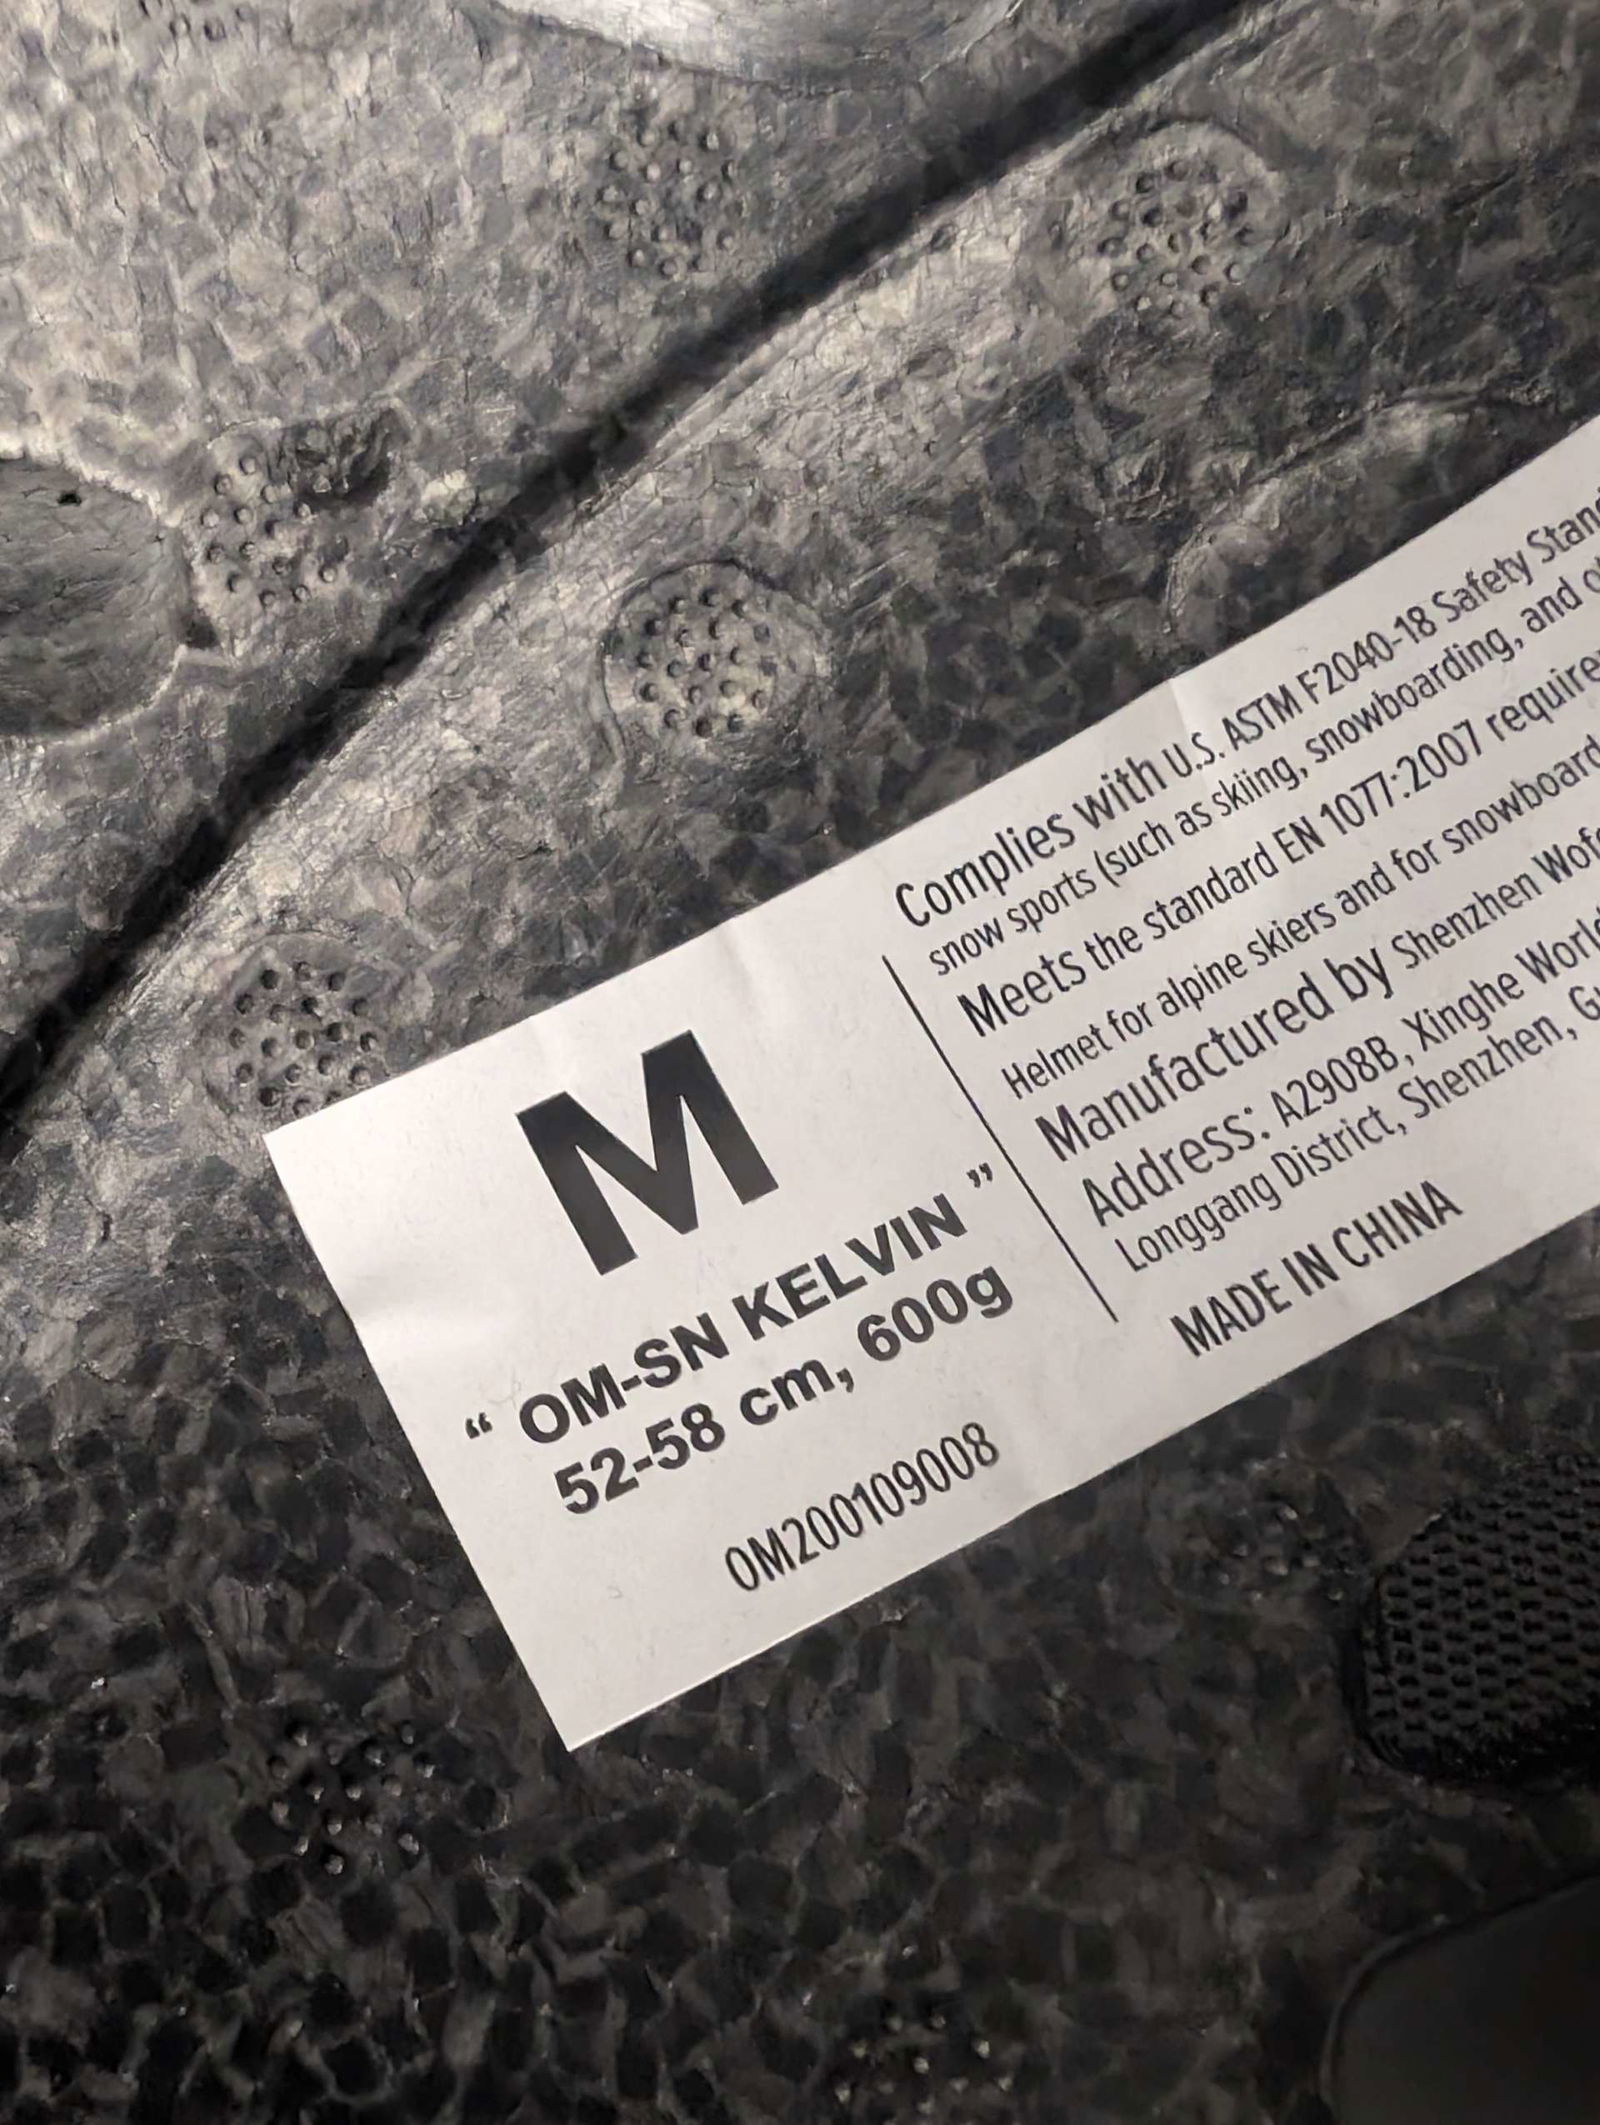 M
“ OM-SN KELVIN ”
52-58 cm, 600g
OM200109008
Complies with U.S. ASTM F2040-18 Safety
snow sports (such as skiing, snowboarding, and
Meets the standard EN 1077:2007
Helmet for alpine skiers and for
Manufactured by Shenzhen
Address: A2908B, Xinghe
Longgang District, Shenzhen,
MADE IN CHINA